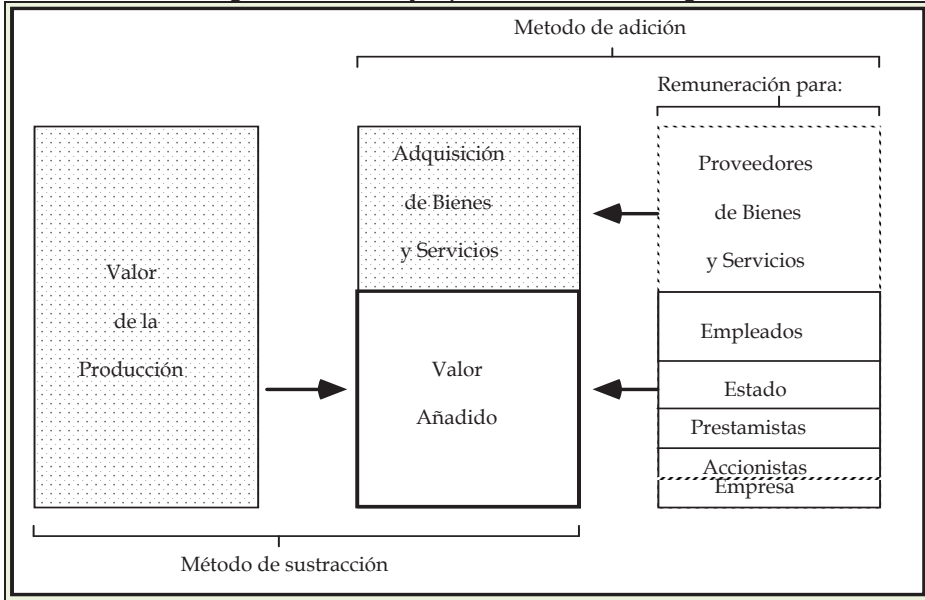 Metodo de adición
Remuneración para:
Adquisición
de Bienes
y Servicios
Proveedores
de Bienes
y Servicios
Valor
de la
Producción
Valor
Añadido
Empleados
Estado
Prestamistas
Accionistas
Empresa
Método de sustracción